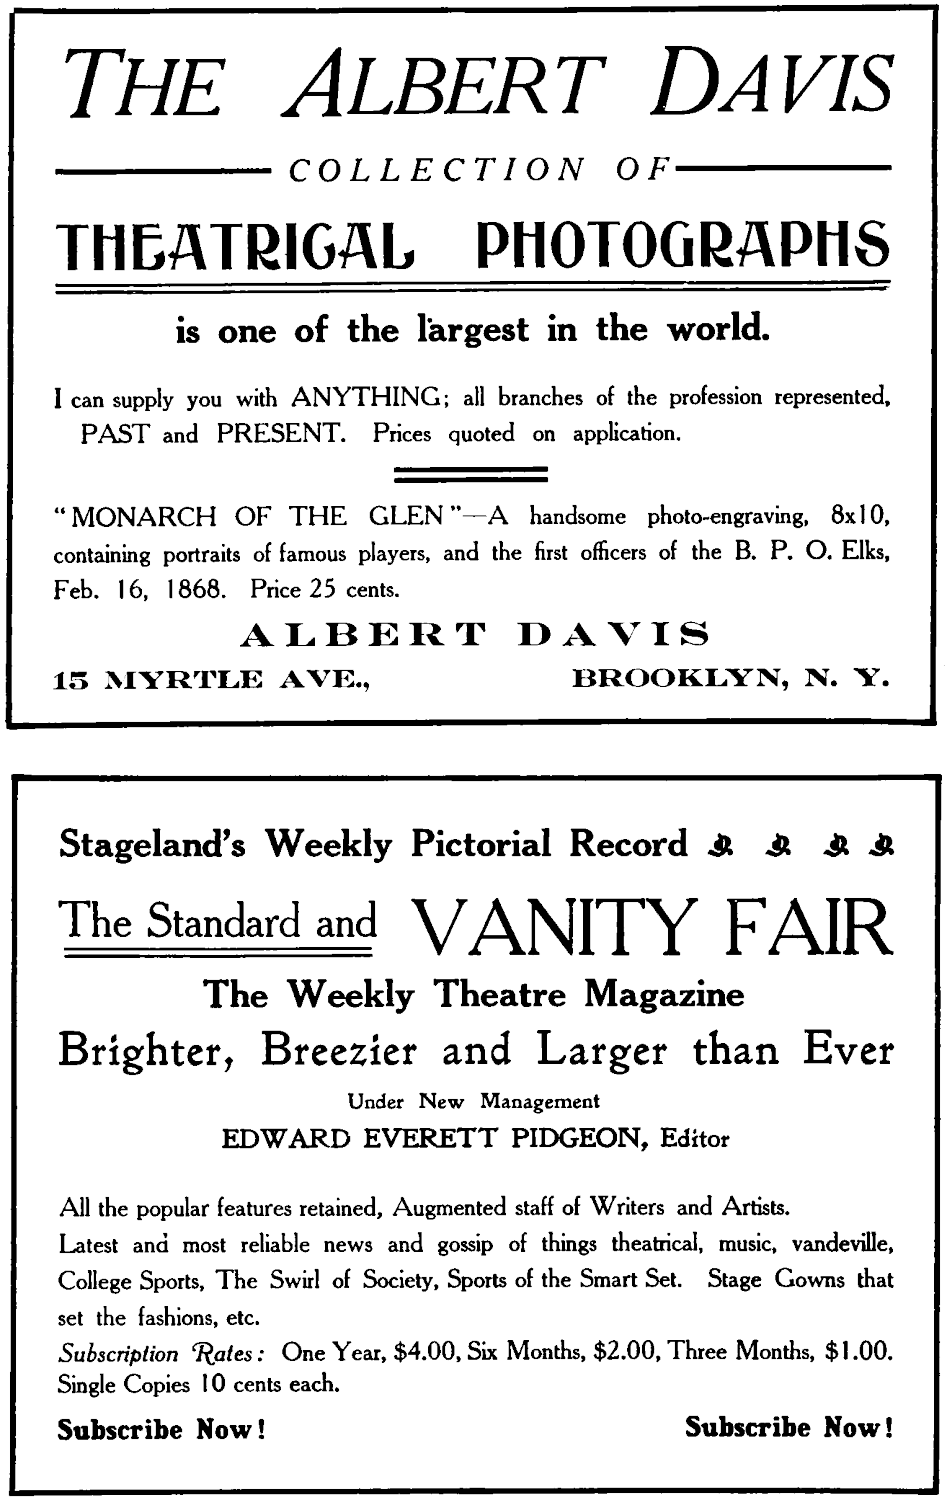 THE ALBERT DAVIS
COLLECTION OF
THEATRICAL PHOTOGRAPHS
is one of the largest in the world.
I can supply you with ANYTHING; all branches of the profession represented,
PAST and PRESENT. Prices quoted on application.
"MONARCH OF THE GLEN"—A handsome photo-engraving, 8x10,
containing portraits of famous players, and the first officers of the B. P. O. Elks,
Feb. 16, 1868. Price 25 cents.
ALBERT DAVIS
15 MYRTLE AVE., BROOKLYN, N. Y.
Stageland's Weekly Pictorial Record
The Standard and VANITY FAIR
The Weekly Theatre Magazine
Brighter, Breezier and Larger than Ever
Under New Management
EDWARD EVERETT PIDGEON, Editor
All the popular features retained, Augmented staff of Writers and Artists.
Latest and most reliable news and gossip of things theatrical, music, vandeville,
College Sports, The Swirl of Society, Sports of the Smart Set. Stage Gowns that
set the fashions, etc.
Subscription Rates: One Year, $4.00, Six Months, $2.00, Three Months, $1.00.
Single Copies 10 cents each.
Subscribe Now! Subscribe Now!